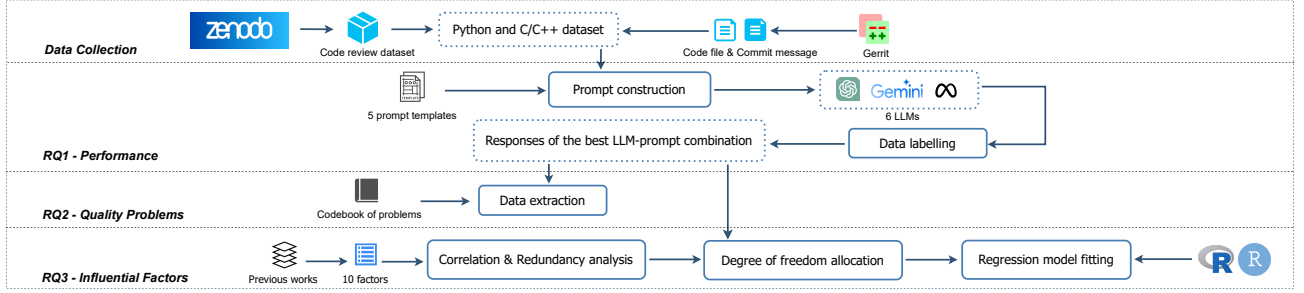 zenodo
Code review dataset
Python and C/C++ dataset
Code file & Commit message
Gerrit
Data Collection
TEMPLATE
5 prompt templates
Prompt construction
Gemini
6 LLMs
Responses of the best LLM-prompt combination
Data labelling
RQ1 - Performance
Codebook of problems
Data extraction
RQ2 - Quality Problems
Previous works
10 factors
Correlation & Redundancy analysis
Degree of freedom allocation
Regression model fitting
R
R
RQ3 - Influential Factors